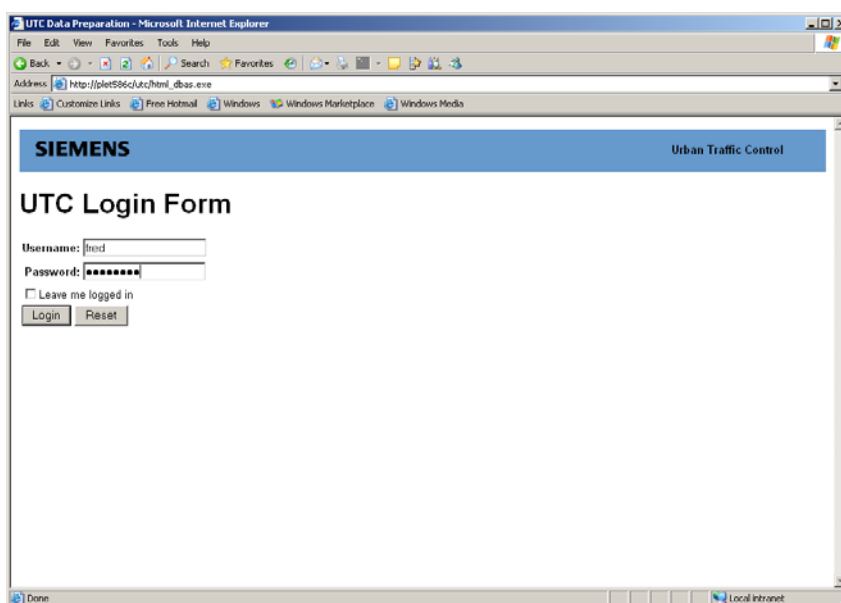 UTC Data Preparation - Microsoft Internet Explorer
File Edit View Favorites Tools Help
Back Search Favorites
Address http://plet586c/utc/html_dbas.exe
Links Customize Links Free Hotmail Windows Windows Marketplace Windows Media
SIEMENS Urban Traffic Control
UTC Login Form
Username: fred
Password: ●●●●●●●●
Leave me logged in
Login Reset
Done Local intranet